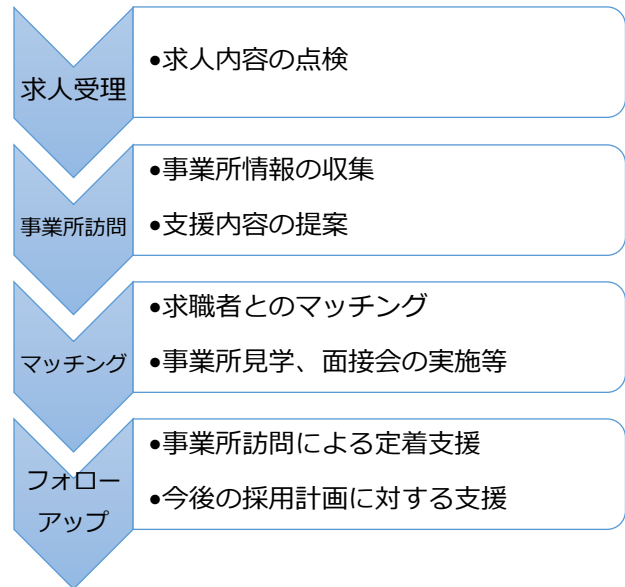 求人受理
•求人内容の点検
事業所訪問
•事業所情報の収集
•支援内容の提案
マッチング
•求職者とのマッチング
•事業所見学、面接会の実施等
フォロー
アップ
•事業所訪問による定着支援
•今後の採用計画に対する支援